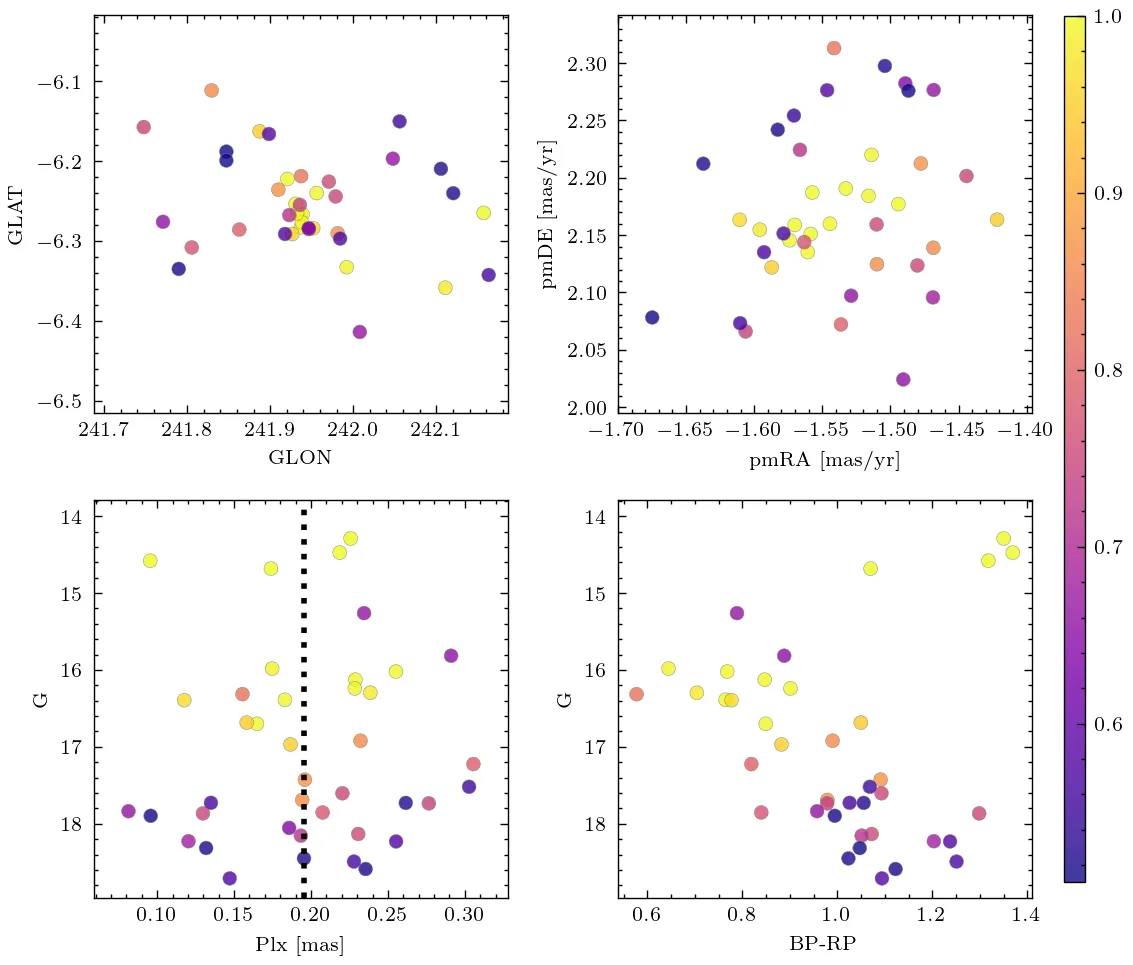 −6.1
−6.2
−6.3
−6.4
−6.5
GLAT
241.7 241.8 241.9 242.0 242.1
GLON
2.30
2.25
2.20
2.15
2.10
2.05
2.00
pmDE [mas/yr]
−1.70 −1.65 −1.60 −1.55 −1.50 −1.45 −1.40
pmRA [mas/yr]
14
15
16
17
18
G
0.10 0.15 0.20 0.25 0.30
Plx [mas]
14
15
16
17
18
G
0.6 0.8 1.0 1.2 1.4
BP-RP
1.0
0.9
0.8
0.7
0.6